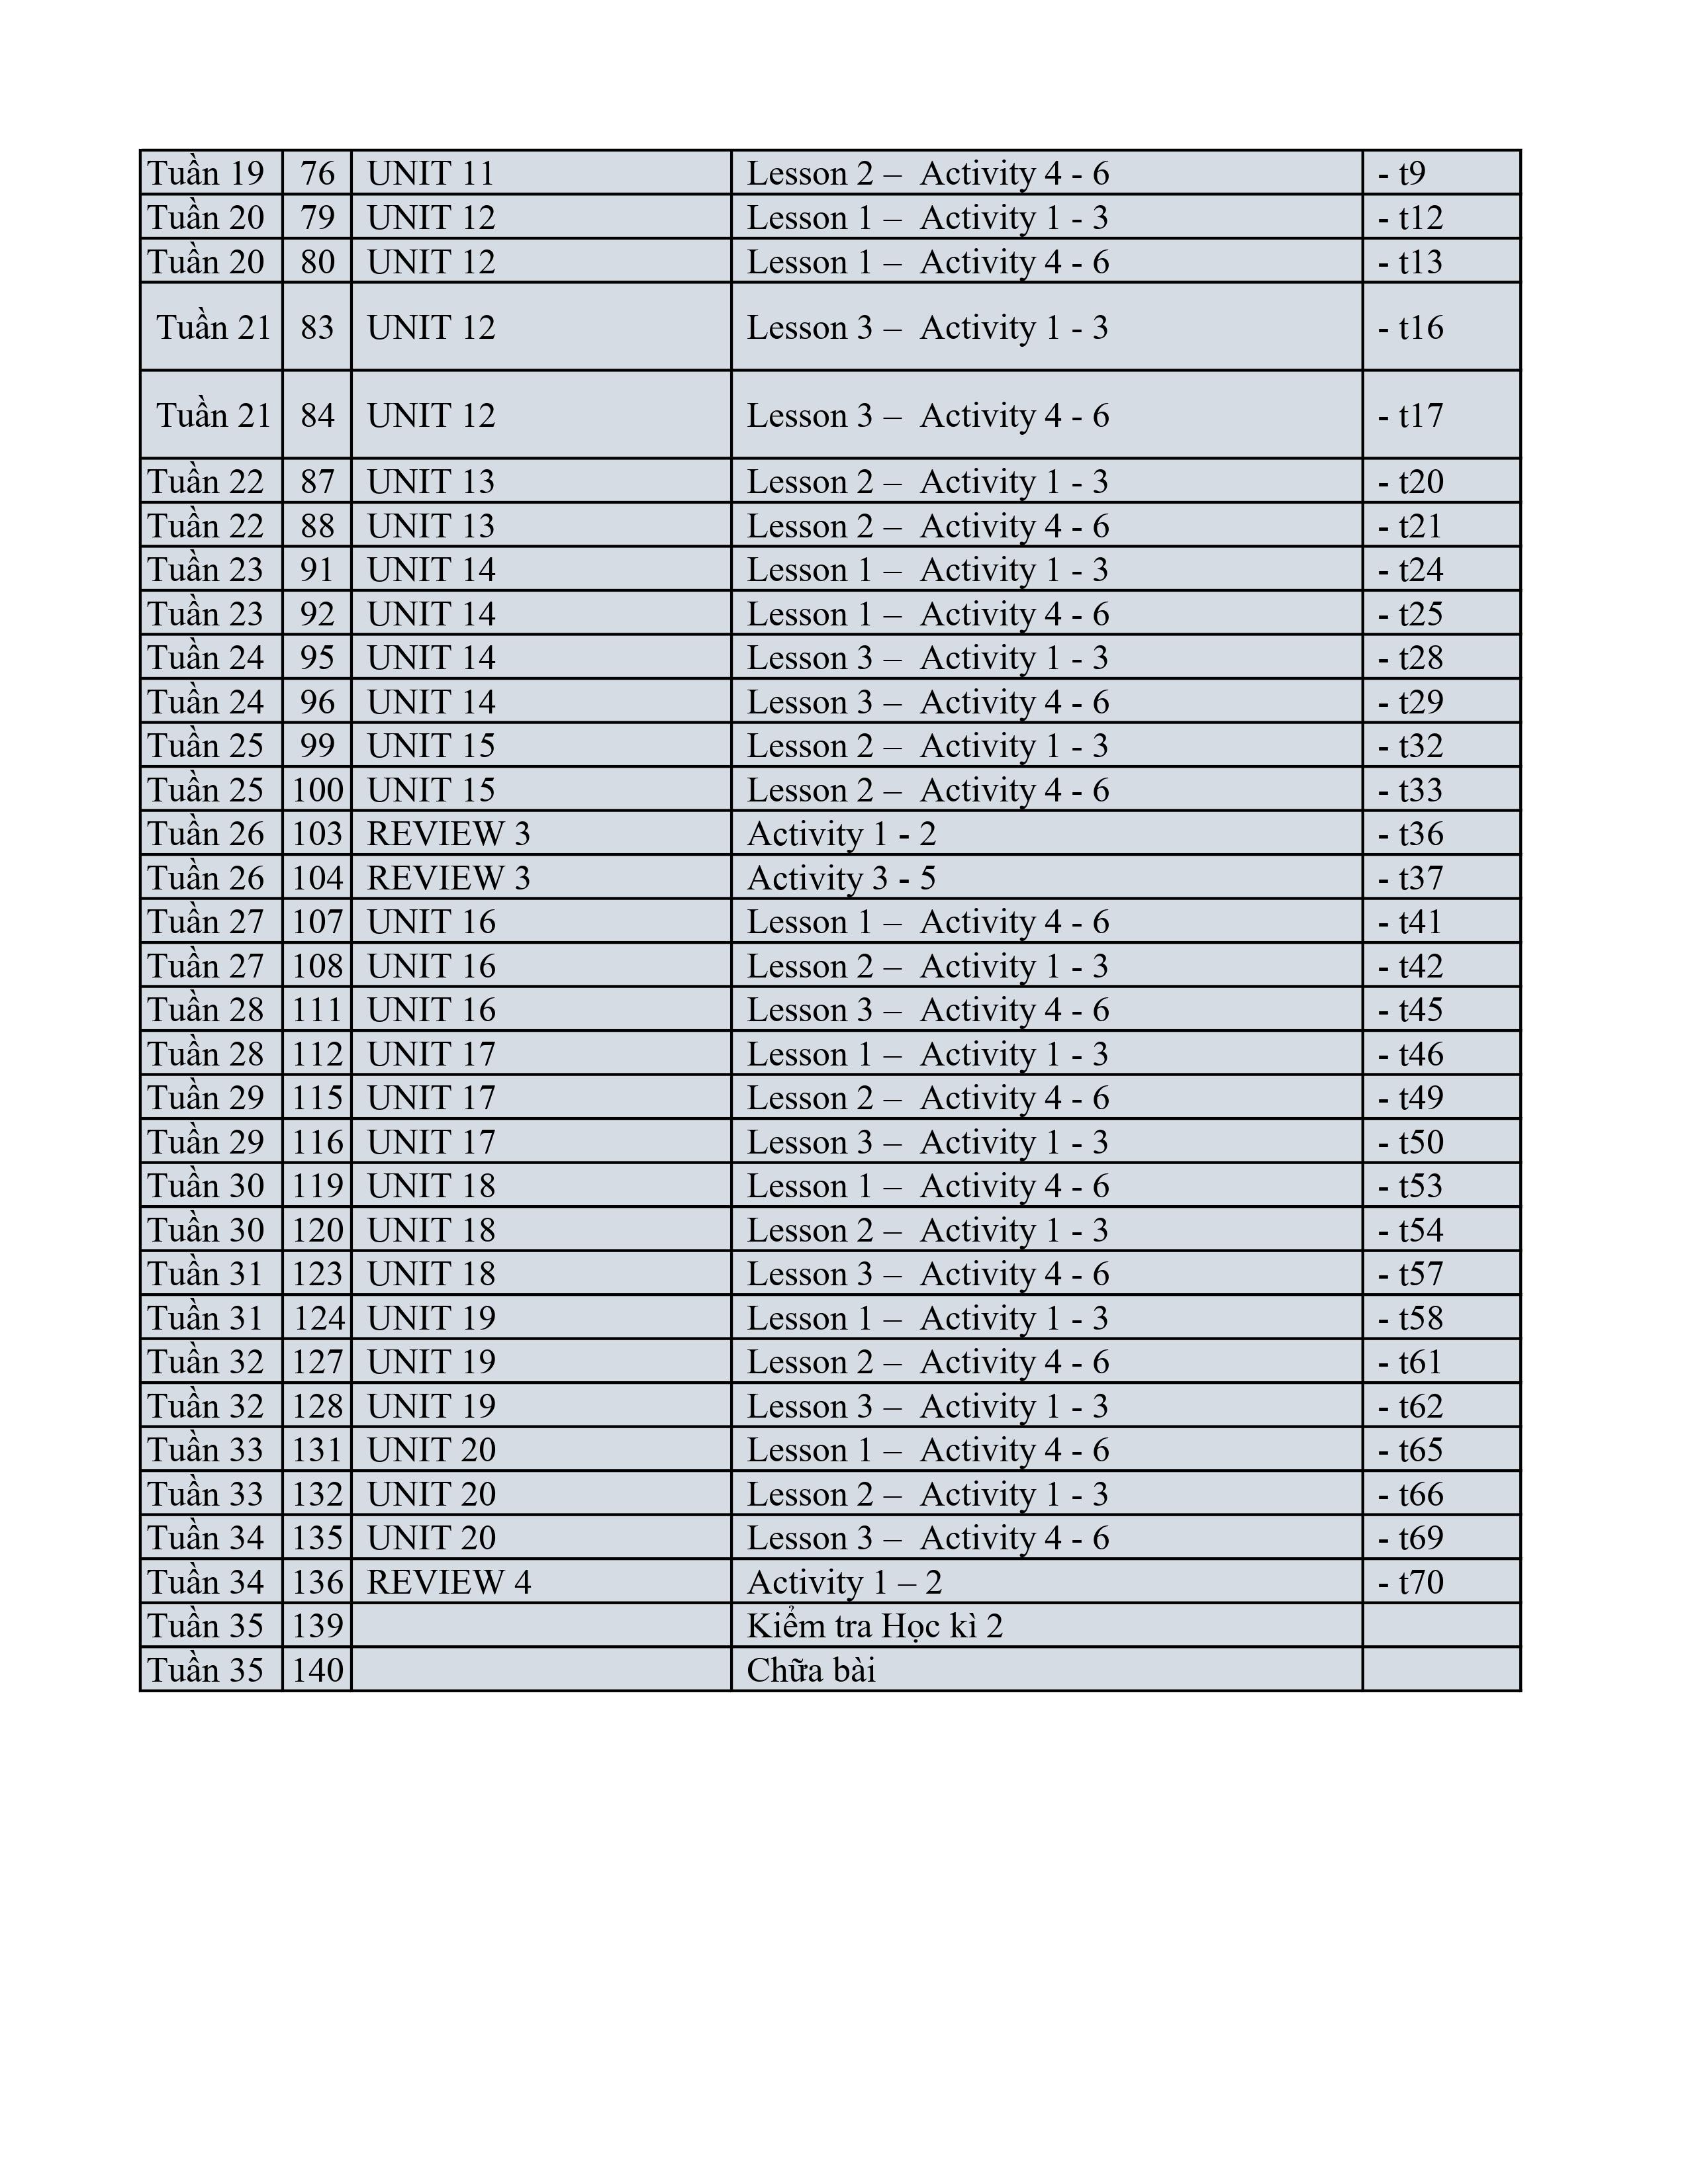 Tuần 19 76 UNIT 11 Lesson 2 – Activity 4 - 6 - t9
Tuần 20 79 UNIT 12 Lesson 1 – Activity 1 - 3 - t12
Tuần 20 80 UNIT 12 Lesson 1 – Activity 4 - 6 - t13
Tuần 21 83 UNIT 12 Lesson 3 – Activity 1 - 3 - t16
Tuần 21 84 UNIT 12 Lesson 3 – Activity 4 - 6 - t17
Tuần 22 87 UNIT 13 Lesson 2 – Activity 1 - 3 - t20
Tuần 22 88 UNIT 13 Lesson 2 – Activity 4 - 6 - t21
Tuần 23 91 UNIT 14 Lesson 1 – Activity 1 - 3 - t24
Tuần 23 92 UNIT 14 Lesson 1 – Activity 4 - 6 - t25
Tuần 24 95 UNIT 14 Lesson 3 – Activity 1 - 3 - t28
Tuần 24 96 UNIT 14 Lesson 3 – Activity 4 - 6 - t29
Tuần 25 99 UNIT 15 Lesson 2 – Activity 1 - 3 - t32
Tuần 25 100 UNIT 15 Lesson 2 – Activity 4 - 6 - t33
Tuần 26 103 REVIEW 3 Activity 1 - 2 - t36
Tuần 26 104 REVIEW 3 Activity 3 - 5 - t37
Tuần 27 107 UNIT 16 Lesson 1 – Activity 4 - 6 - t41
Tuần 27 108 UNIT 16 Lesson 2 – Activity 1 - 3 - t42
Tuần 28 111 UNIT 16 Lesson 3 – Activity 4 - 6 - t45
Tuần 28 112 UNIT 17 Lesson 1 – Activity 1 - 3 - t46
Tuần 29 115 UNIT 17 Lesson 2 – Activity 4 - 6 - t49
Tuần 29 116 UNIT 17 Lesson 3 – Activity 1 - 3 - t50
Tuần 30 119 UNIT 18 Lesson 1 – Activity 4 - 6 - t53
Tuần 30 120 UNIT 18 Lesson 2 – Activity 1 - 3 - t54
Tuần 31 123 UNIT 18 Lesson 3 – Activity 4 - 6 - t57
Tuần 31 124 UNIT 19 Lesson 1 – Activity 1 - 3 - t58
Tuần 32 127 UNIT 19 Lesson 2 – Activity 4 - 6 - t61
Tuần 32 128 UNIT 19 Lesson 3 – Activity 1 - 3 - t62
Tuần 33 131 UNIT 20 Lesson 1 – Activity 4 - 6 - t65
Tuần 33 132 UNIT 20 Lesson 2 – Activity 1 - 3 - t66
Tuần 34 135 UNIT 20 Lesson 3 – Activity 4 - 6 - t69
Tuần 34 136 REVIEW 4 Activity 1 – 2 - t70
Tuần 35 139 Kiểm tra Học kì 2
Tuần 35 140 Chữa bài